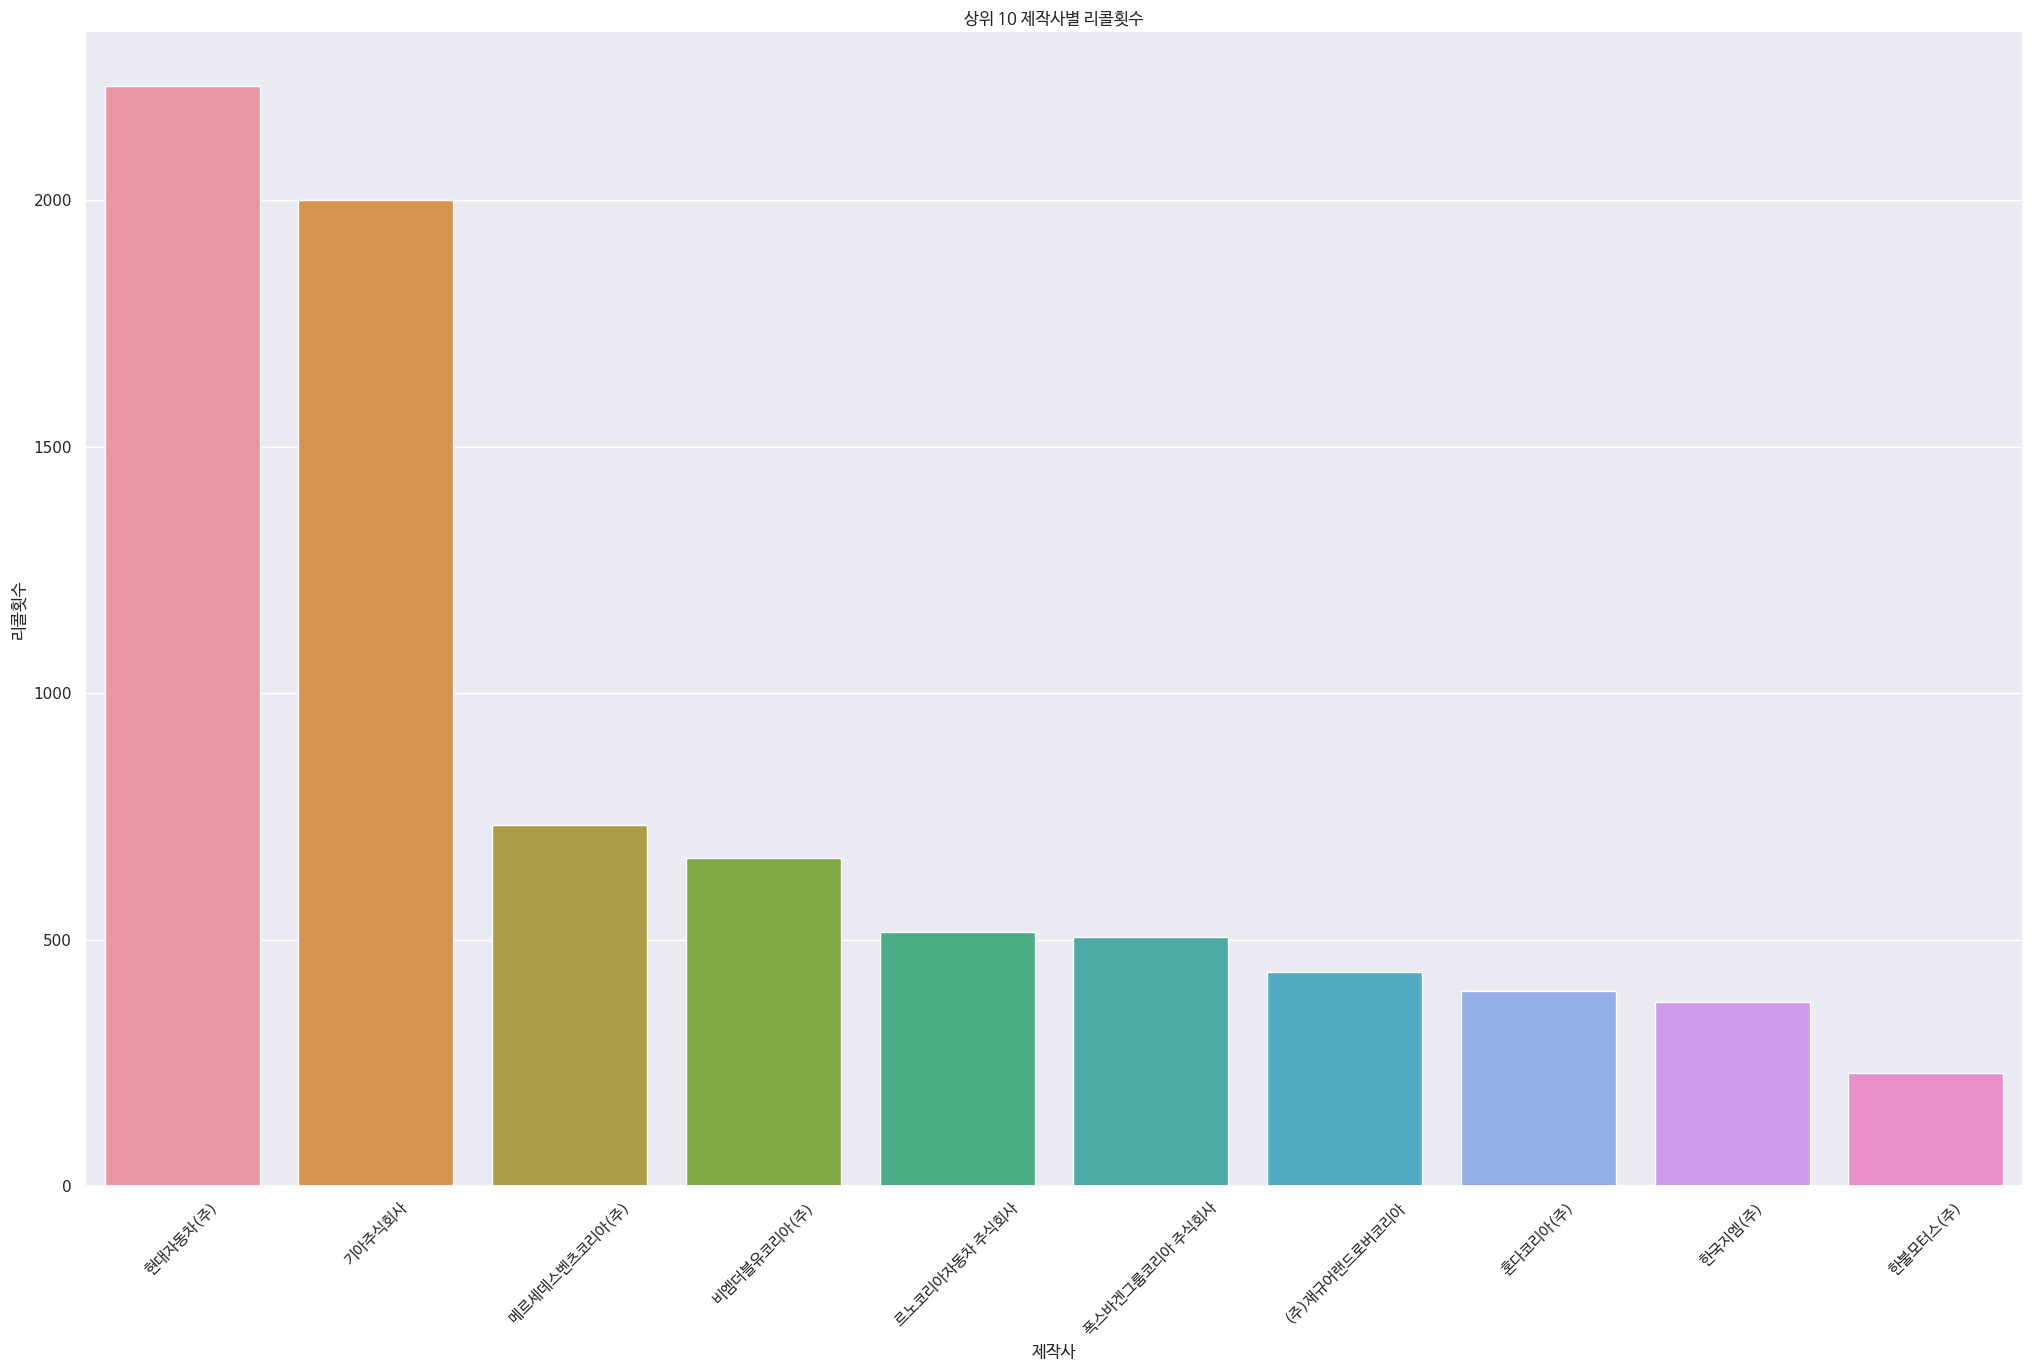 상위 10 제작사별 리콜횟수
리콜횟수
2000
1500
1000
500
0
현대자동차(주)
기아주식회사
메르세데스벤츠코리아(주)
비엠더블유코리아(주)
르노코리아자동차 주식회사
폭스바겐그룹코리아 주식회사
(주)재규어랜드로버코리아
혼다코리아(주)
한국지엠(주)
한불모터스(주)
제작사